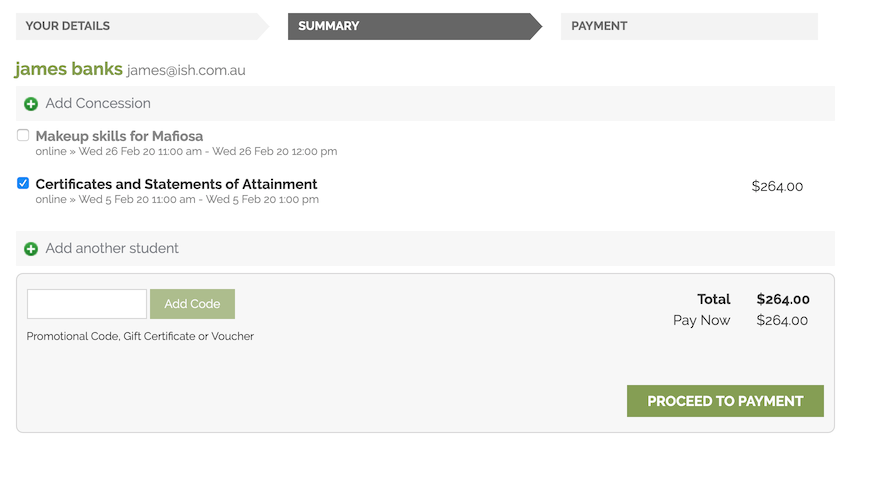 YOUR DETAILS
SUMMARY
PAYMENT
james banks james@ish.com.au
Add Concession
Makeup skills for Mafiosa
online » Wed 26 Feb 20 11:00 am - Wed 26 Feb 20 12:00 pm
Certificates and Statements of Attainment
$264.00
online » Wed 5 Feb 20 11:00 am - Wed 5 Feb 20 1:00 pm
Add another student
Add Code
Promotional Code, Gift Certificate or Voucher
Total $264.00
Pay Now $264.00
PROCEED TO PAYMENT